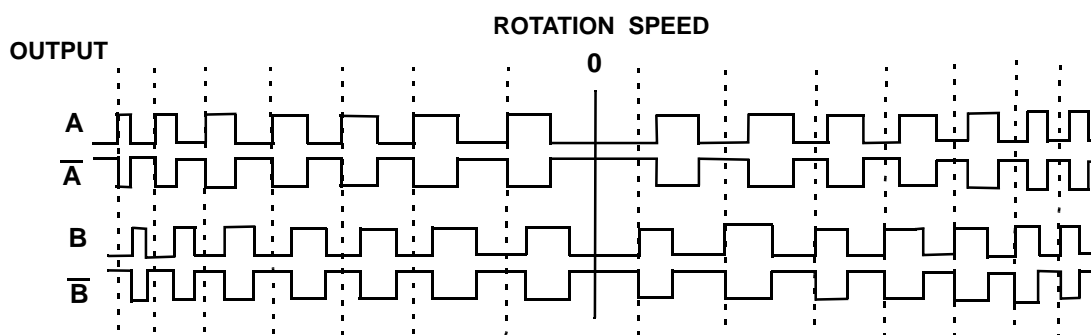 ROTATION SPEED
OUTPUT
0
A
A̅
B
B̅